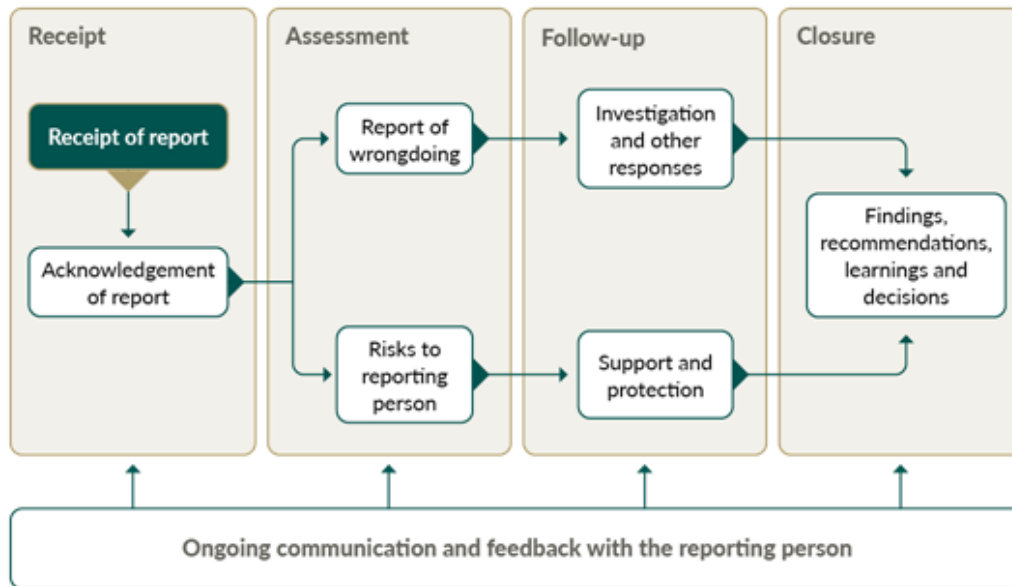 Receipt
Receipt of report
Acknowledgement
of report
Assessment
Report of
wrongdoing
Risks to
reporting
person
Follow-up
Investigation
and other
responses
Support and
protection
Closure
Findings,
recommendations,
learnings and
decisions
Ongoing communication and feedback with the reporting person